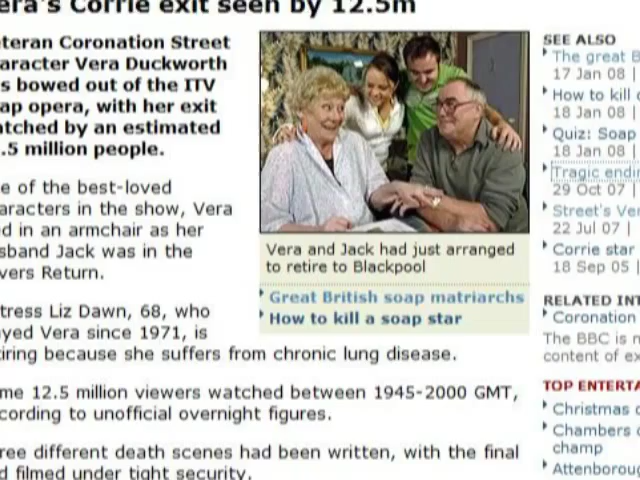 era's Corrie exit seen by 12.5m
teran Coronation Street
aracter Vera Duckworth
s bowed out of the ITV
ap opera, with her exit
atched by an estimated
.5 million people.
e of the best-loved
aracters in the show, Vera
ed in an armchair as her
sband Jack was in the
vers Return.
tress Liz Dawn, 68, who
yed Vera since 1971, is
iring because she suffers from chronic lung disease.
me 12.5 million viewers watched between 1945-2000 GMT,
cording to unofficial overnight figures.
ree different death scenes had been written, with the final
d filmed under tight security.
Vera and Jack had just arranged
to retire to Blackpool
Great British soap matriarchs
How to kill a soap star
SEE ALSO
The great B
17 Jan 08 |
How to kill
18 Jan 08 |
Quiz: Soap
18 Jan 08 |
Tragic endin
29 Oct 07 |
Street's Ver
22 Jul 07 |
Corrie star
18 Sep 05 |
RELATED INT
Coronation
The BBC is n
content of ex
TOP ENTERTA
Christmas
Chambers
champ
Attenboroug